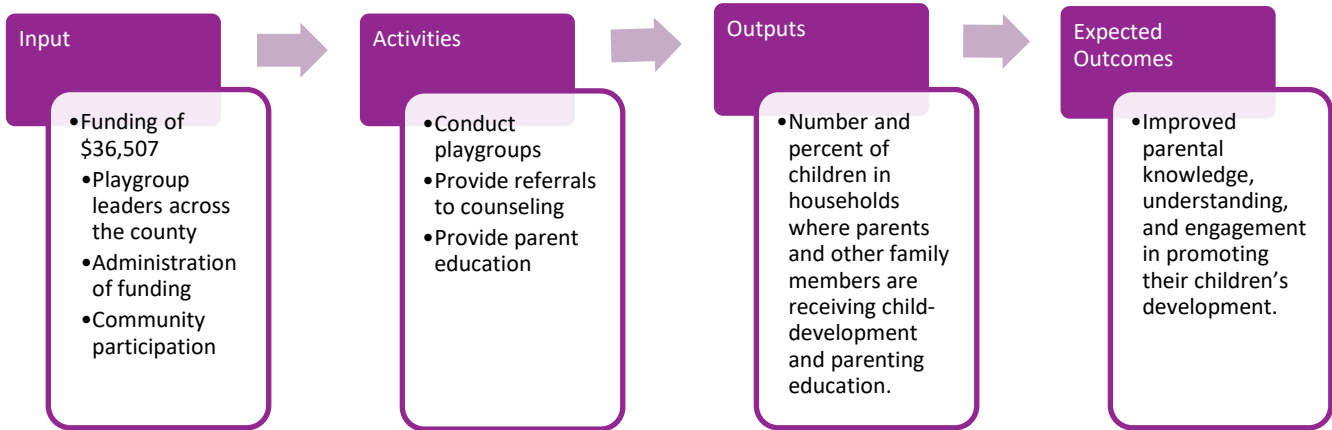 Input
•Funding of
$36,507
•Playgroup
leaders across
the county
•Administration
of funding
•Community
participation
Activities
•Conduct
playgroups
•Provide referrals
to counseling
•Provide parent
education
Outputs
•Number and
percent of
children in
households
where parents
and other family
members are
receiving child-
development
and parenting
education.
Expected
Outcomes
•Improved
parental
knowledge,
understanding,
and engagement
in promoting
their children’s
development.